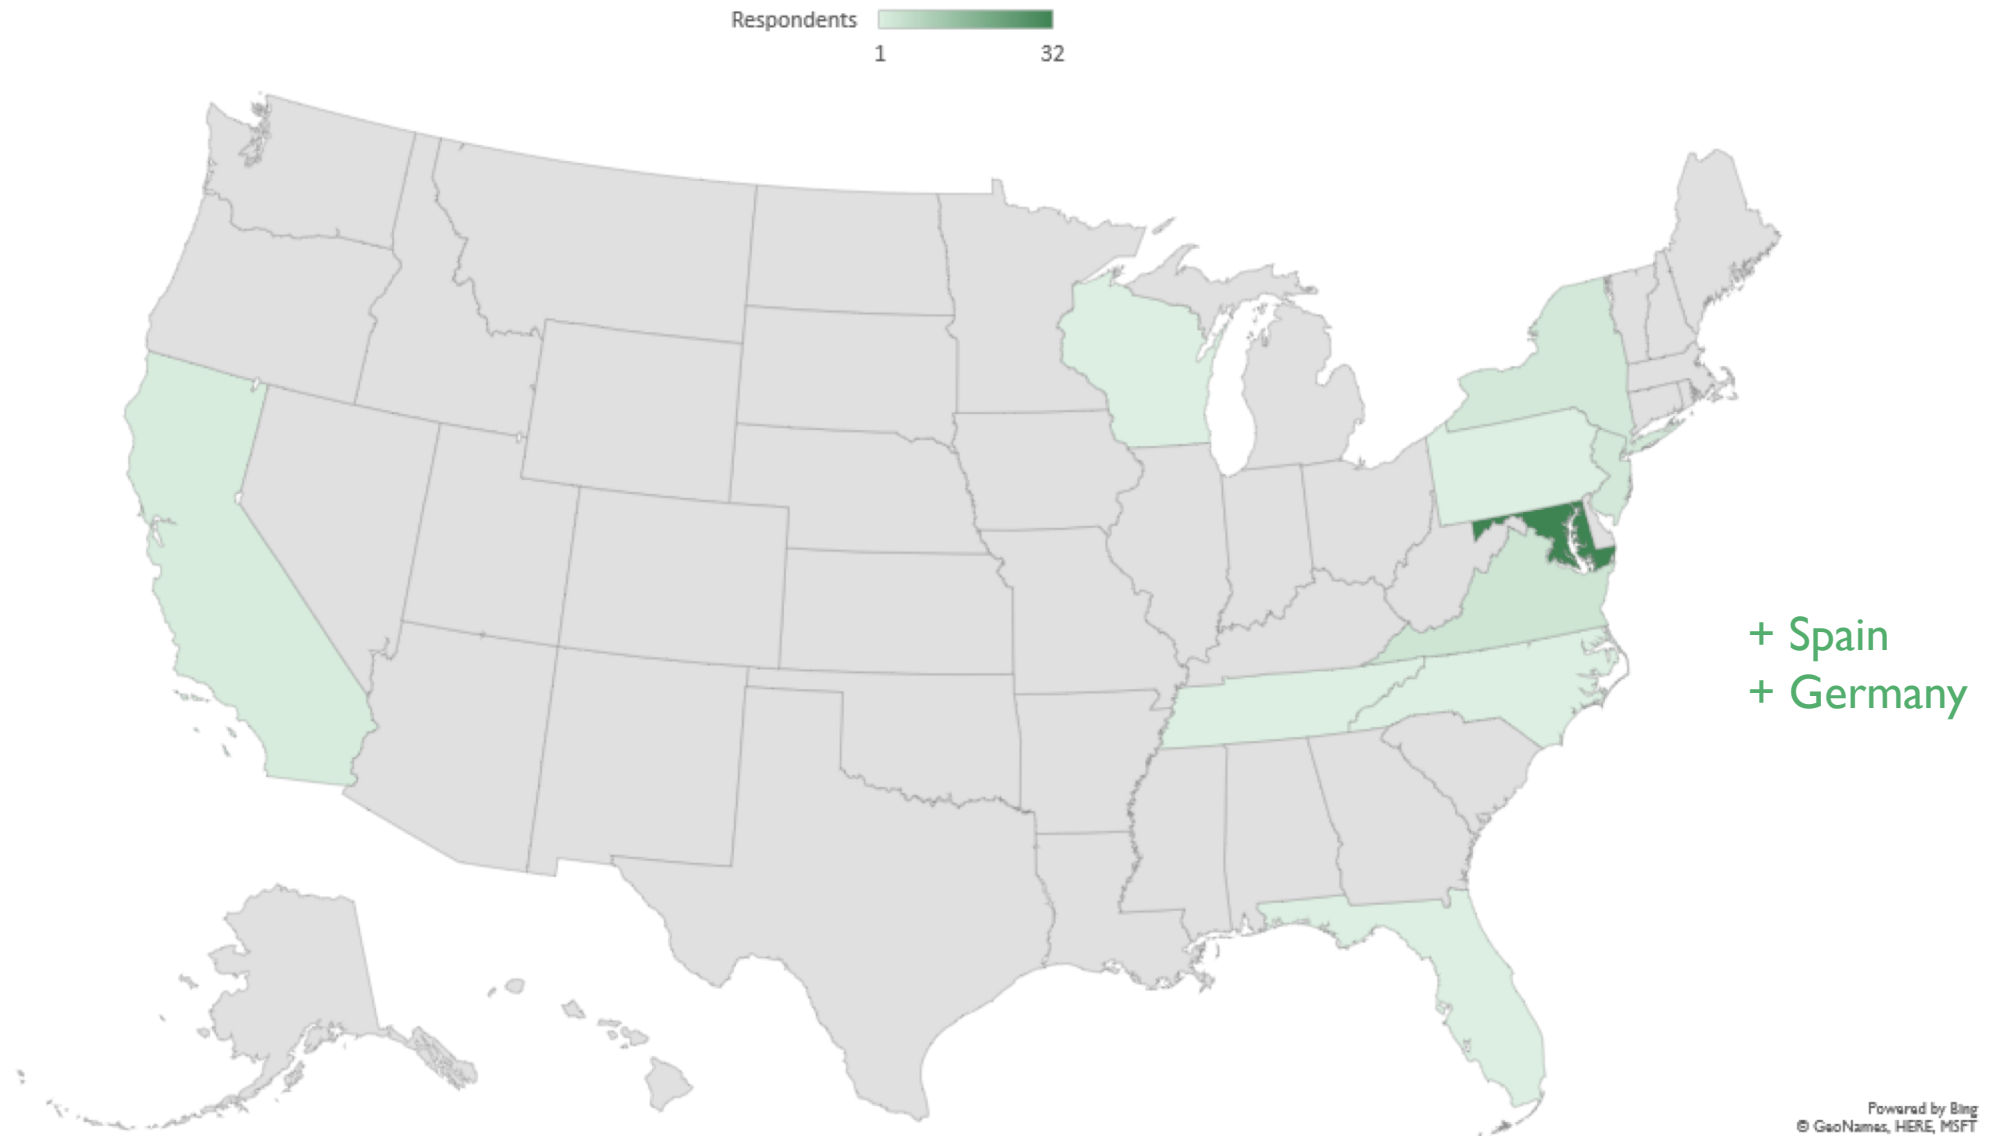 Respondents
1 32
+ Spain
+ Germany
Powered by Bing
© GeoNames, HERE, MSFT